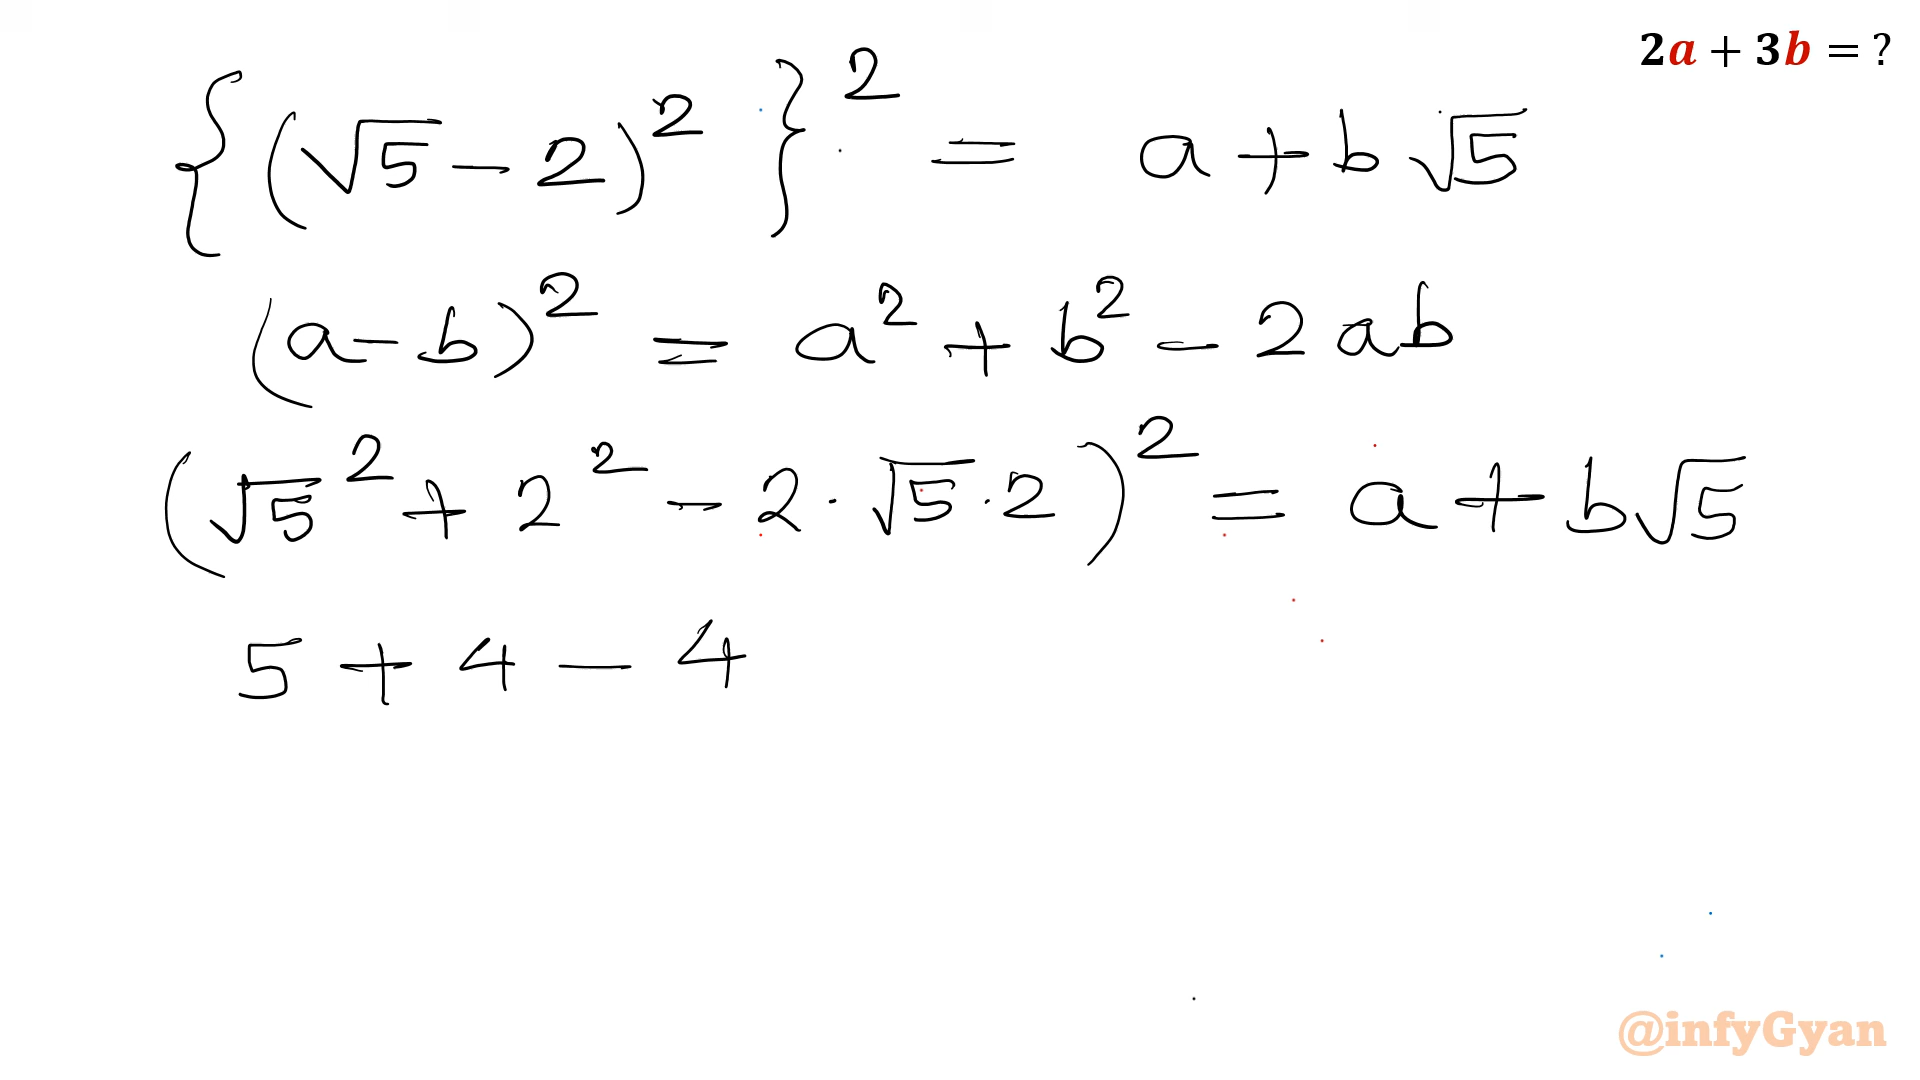 2a + 3b = ?
{(√5 − 2)²}² = a + b√5
(a − b)² = a² + b² − 2ab
(√5² + 2² − 2 · √5 · 2)² = a + b√5
5 + 4 − 4
@infyGyan